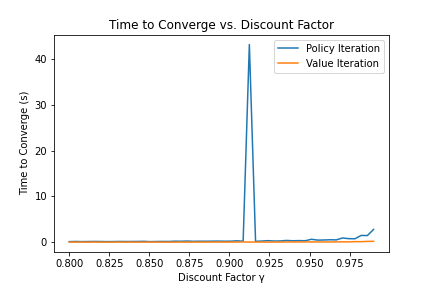 Time to Converge vs. Discount Factor
Policy Iteration
Value Iteration
Time to Converge (s)
40
30
20
10
0
0.800 0.825 0.850 0.875 0.900 0.925 0.950 0.975
Discount Factor γ